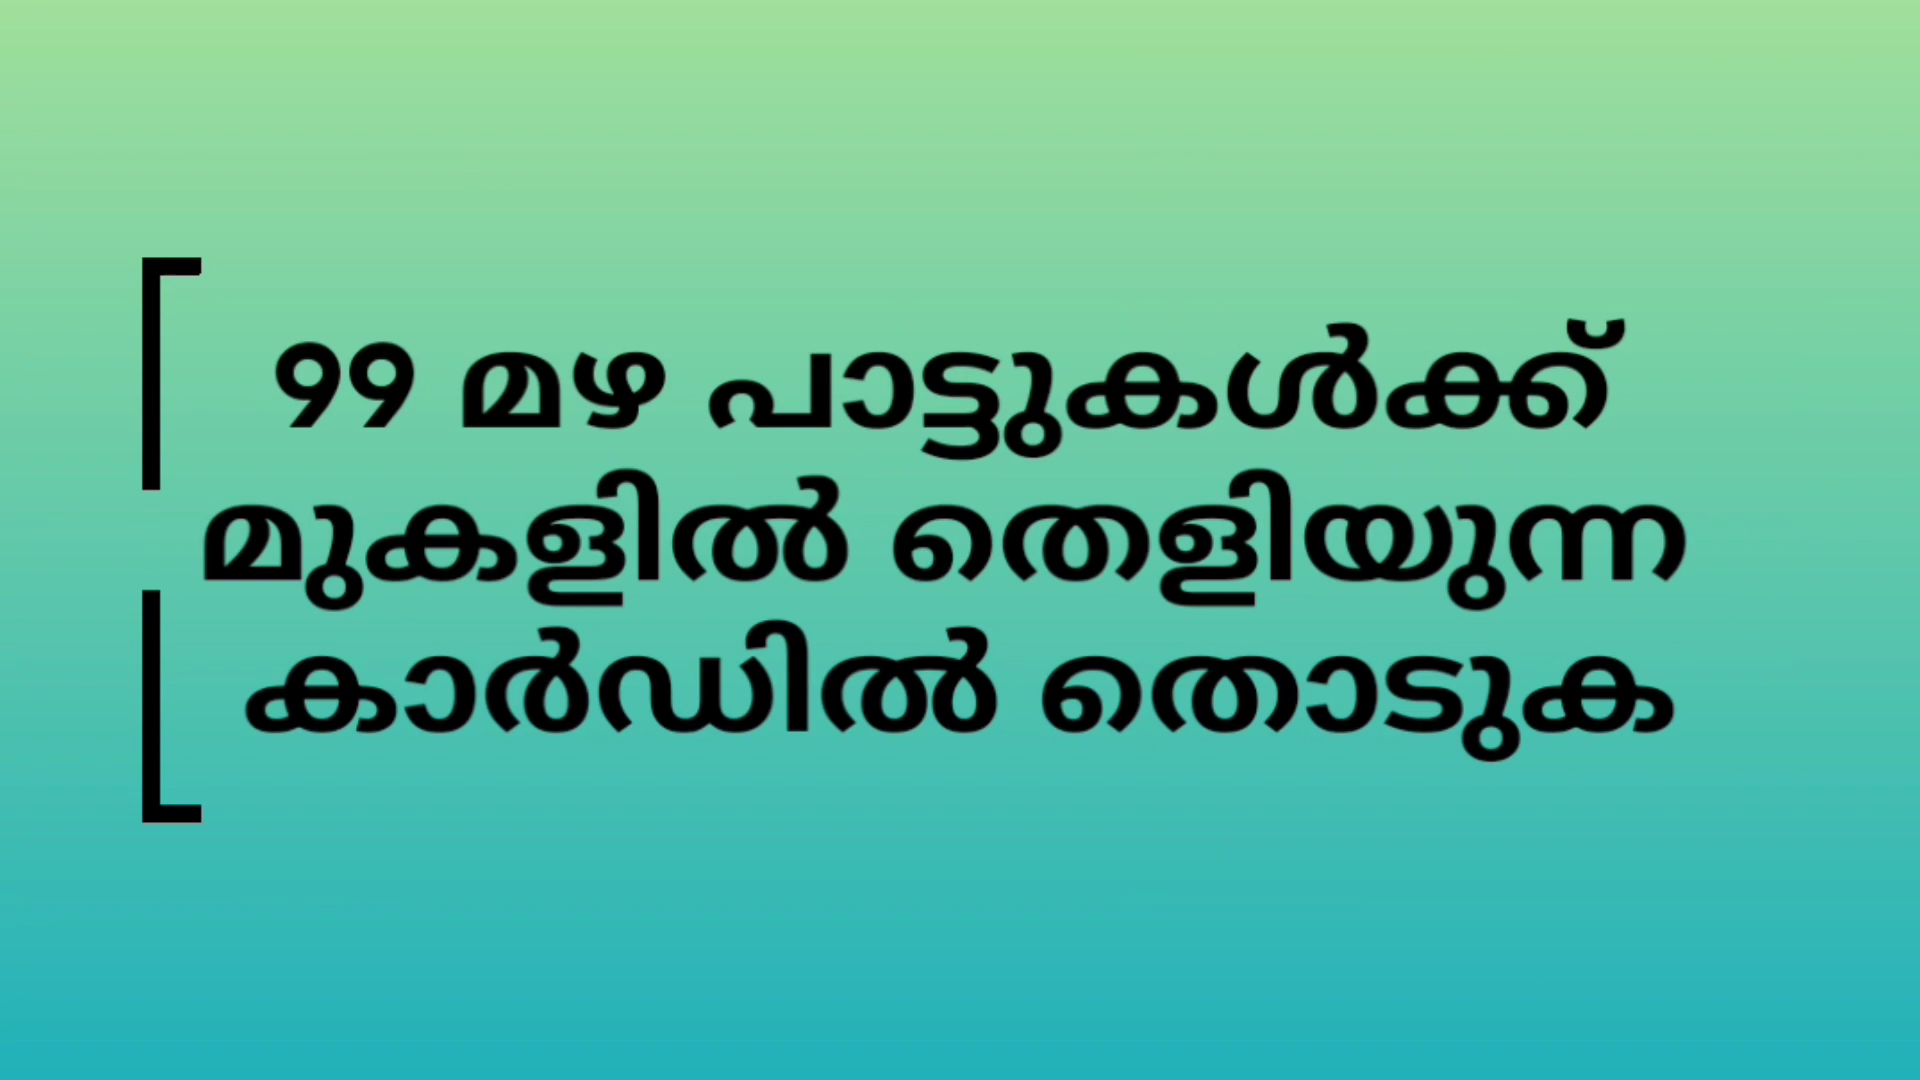 99 മഴ പാട്ടുകൾക്ക്
മുകളിൽ തെളിയുന്ന
കാർഡിൽ തൊടുക